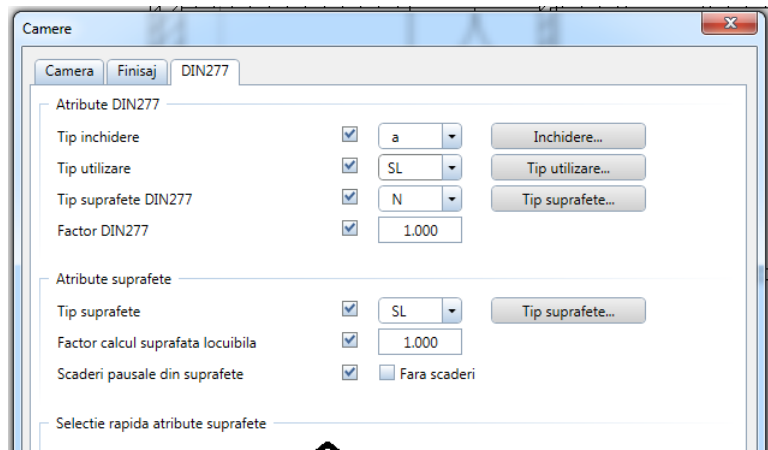 Camere
Camera Finisaj DIN277
Atribute DIN277
Tip inchidere a Inchidere...
Tip utilizare SL Tip utilizare...
Tip suprafete DIN277 N Tip suprafete...
Factor DIN277 1.000
Atribute suprafete
Tip suprafete SL Tip suprafete...
Factor calcul suprafata locuibila 1.000
Scaderi pausale din suprafete Fara scaderi
Selectie rapida atribute suprafete